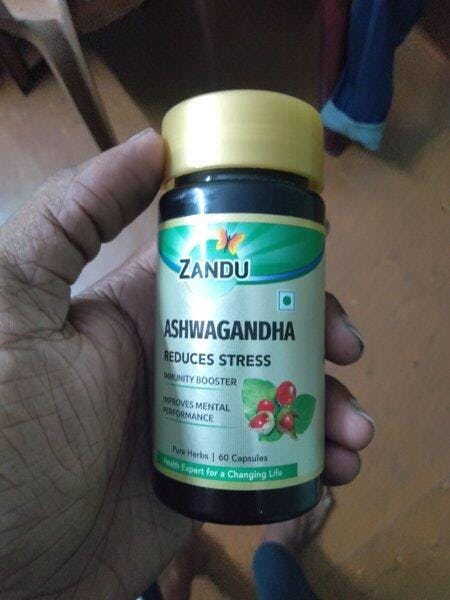 ZANDU
ASHWAGANDHA
REDUCES STRESS
IMMUNITY BOOSTER
IMPROVES MENTAL
PERFORMANCE
Pure Herbs | 60 Capsules
Health Expert for a Changing Life